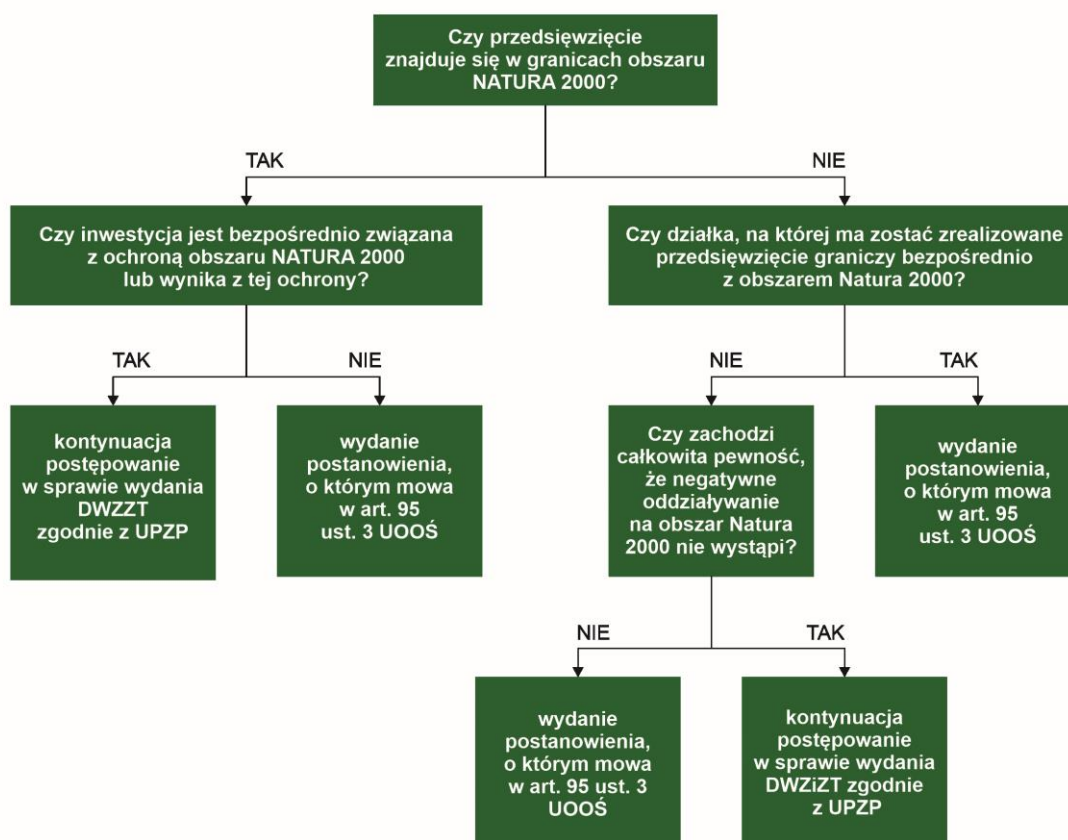 Czy przedsięwzięcie
znajduje się w granicach obszaru
NATURA 2000?
TAK
NIE
Czy inwestycja jest bezpośrednio związana
z ochroną obszaru NATURA 2000
lub wynika z tej ochrony?
Czy działka, na której ma zostać zrealizowane
przedsięwzięcie graniczy bezpośrednio
z obszarem Natura 2000?
TAK
NIE
NIE
TAK
kontynuacja
postępowanie
w sprawie wydania
DWZZT
zgodnie z UPZP
wydanie
postanowienia,
o którym mowa
w art. 95
ust. 3 UOOŚ
Czy zachodzi
całkowita pewność,
że negatywne
oddziaływanie
na obszar Natura
2000 nie wystąpi?
wydanie
postanowienia,
o którym mowa
w art. 95
ust. 3 UOOŚ
NIE
TAK
wydanie
postanowienia,
o którym mowa
w art. 95 ust. 3
UOOŚ
kontynuacja
postępowanie
w sprawie wydania
DWZiZT zgodnie
z UPZP